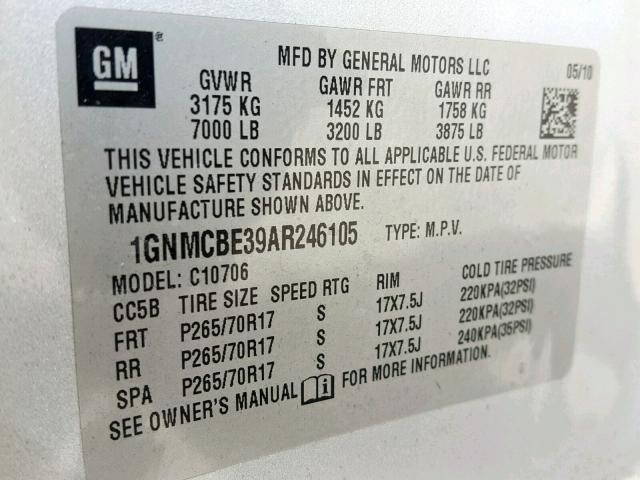 GM
MFD BY GENERAL MOTORS LLC 05/10
GVWR GAWR FRT GAWR RR
3175 KG 1452 KG 1758 KG
7000 LB 3200 LB 3875 LB
THIS VEHICLE CONFORMS TO ALL APPLICABLE U.S. FEDERAL MOTOR
VEHICLE SAFETY STANDARDS IN EFFECT ON THE DATE OF
MANUFACTURE SHOWN ABOVE.
1GNMCBE39AR246105 TYPE: M.P.V.
MODEL: C10706
CC5B TIRE SIZE SPEED RTG RIM COLD TIRE PRESSURE
FRT P265/70R17 S 17X7.5J 220KPA(32PSI)
RR P265/70R17 S 17X7.5J 220KPA(32PSI)
SPA P265/70R17 S 17X7.5J 240KPA(35PSI)
SEE OWNER'S MANUAL i FOR MORE INFORMATION.